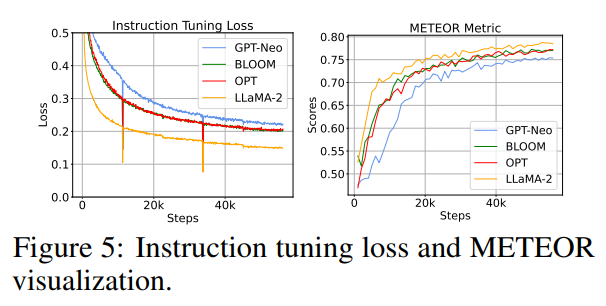 Instruction Tuning Loss
0.5
0.4
0.3
0.2
0.1
0.0
Loss
GPT-Neo
BLOOM
OPT
LLaMA-2
0
20k
40k
Steps
METEOR Metric
0.80
0.75
0.70
0.65
0.60
0.55
0.50
Scores
GPT-Neo
BLOOM
OPT
LLaMA-2
0
20k
40k
Steps
Figure 5: Instruction tuning loss and METEOR
visualization.